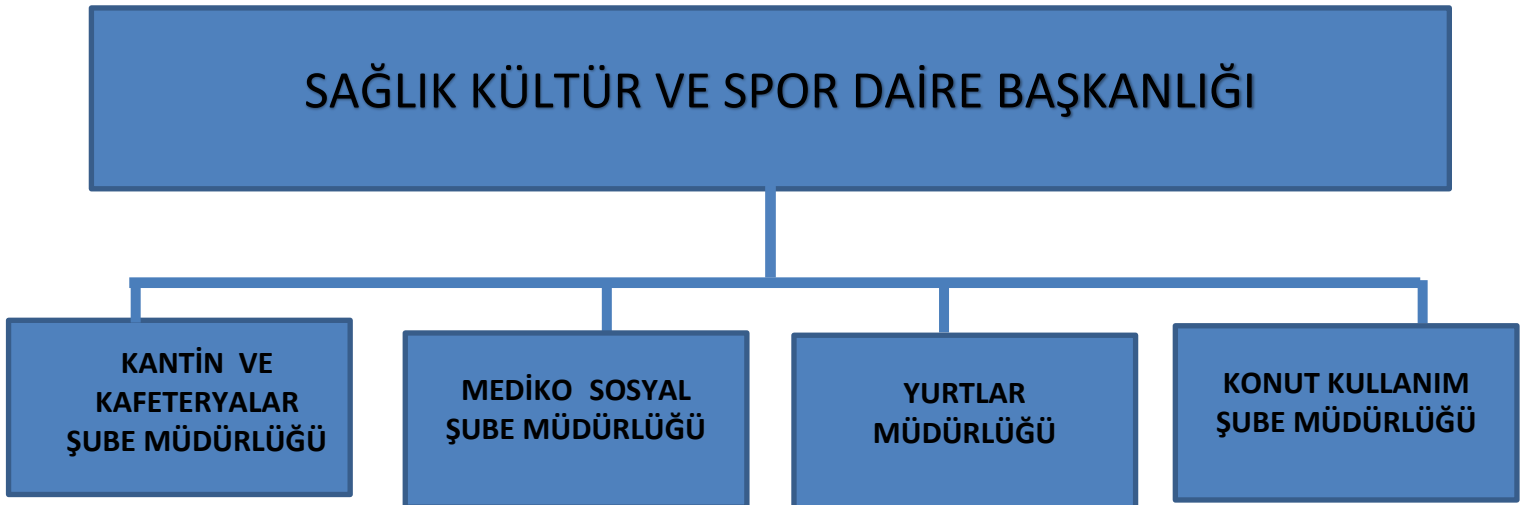 SAĞLIK KÜLTÜR VE SPOR DAİRE BAŞKANLIĞI
KANTİN VE
KAFETERYALAR
ŞUBE MÜDÜRLÜĞÜ
MEDİKO SOSYAL
ŞUBE MÜDÜRLÜĞÜ
YURTLAR
MÜDÜRLÜĞÜ
KONUT KULLANIM
ŞUBE MÜDÜRLÜĞÜ